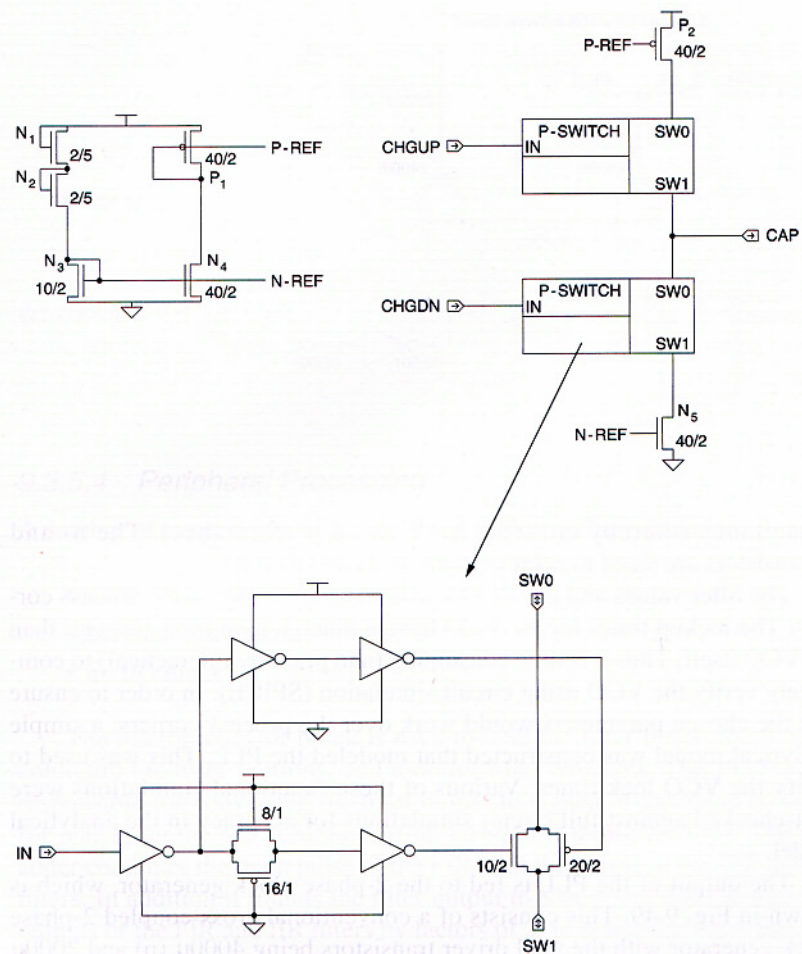 P2
P-REF
40/2
N1
2/5
N2
2/5
40/2
P-REF
P1
CHGUP
IN
P-SWITCH
SW0
SW1
CAP
N3
10/2
N4
40/2
N-REF
CHGDN
IN
P-SWITCH
SW0
SW1
N5
N-REF
40/2
SW0
8/1
IN
16/1
10/2
20/2
SW1